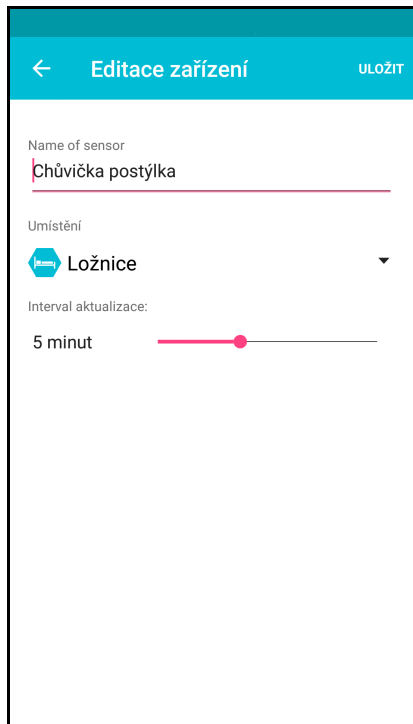 Editace zařízení
ULOŽIT
Name of sensor
Chůvička postýlka
Umístění
Ložnice
Interval aktualizace:
5 minut